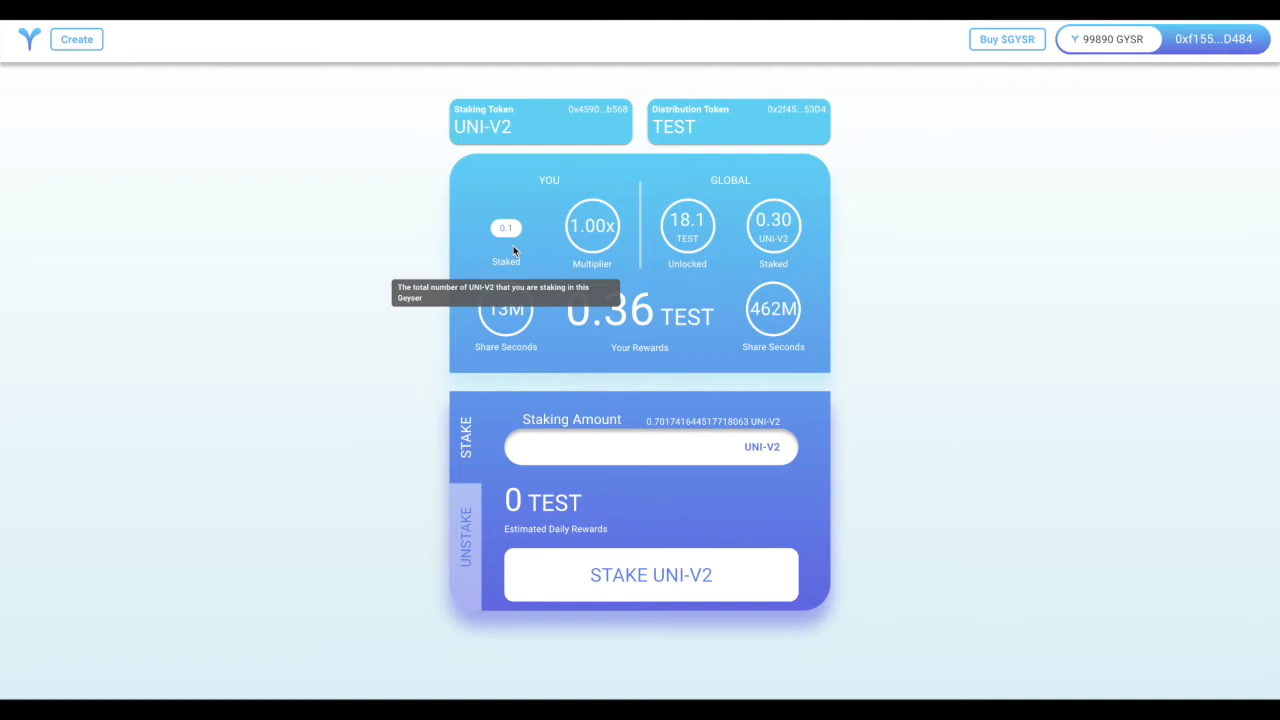 Create
Buy $GYSR
99890 GYSR
0xf155...D484
Staking Token
0x4590...b568
UNI-V2
Distribution Token
0x2f45...53D4
TEST
YOU
GLOBAL
0.1
Staked
1.00x
Multiplier
18.1
TEST
Unlocked
0.30
UNI-V2
Staked
The total number of UNI-V2 that you are staking in this
Geyser
13M
Share Seconds
0.36 TEST
Your Rewards
462M
Share Seconds
STAKE
UNSTAKE
Staking Amount
0.701741644517718063 UNI-V2
UNI-V2
0 TEST
Estimated Daily Rewards
STAKE UNI-V2